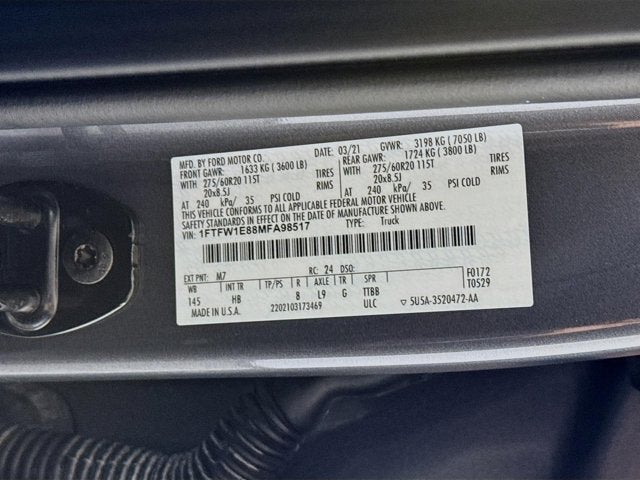 MFD. BY FORD MOTOR CO. DATE: 03/21 GVWR: 3198 KG ( 7050 LB)
FRONT GAWR: 1633 KG ( 3600 LB) REAR GAWR: 1724 KG ( 3800 LB)
WITH WITH
275/60R20 115T TIRES 275/60R20 115T TIRES
20x8.5J RIMS 20x8.5J RIMS
AT 240 kPa/ 35 PSI COLD AT 240 kPa/ 35 PSI COLD
THIS VEHICLE CONFORMS TO ALL APPLICABLE FEDERAL MOTOR VEHICLE
SAFETY STANDARDS IN EFFECT ON THE DATE OF MANUFACTURE SHOWN ABOVE.
VIN: 1FTFW1E88MFA98517 TYPE: Truck
EXT PNT: M7 RC: 24 DSO: F0172
WB INT TR TP/PS R AXLE TR SPR T0529
145 HB 8 L9 G TTBB
MADE IN U.S.A. 2202103173469 ULC ▽ 5U5A-3520472-AA